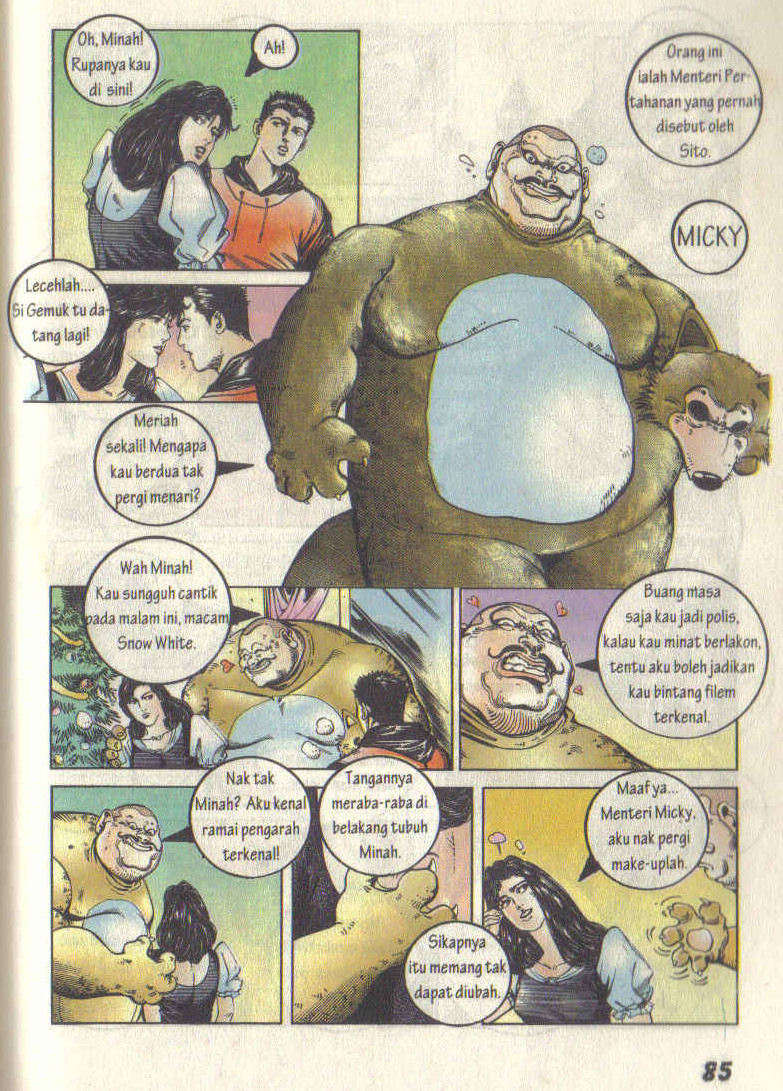 Oh, Minah!
Rupanya kau
di sini!
Ah!
Orang ini
ialah Menteri Per-
tahanan yang pernah
disebut oleh
Sito.
MICKY
Lecehlah....
Si Gemuk tu da-
tang lagi!
Meriah
sekali! Mengapa
kau berdua tak
pergi menari?
Wah Minah!
Kau sungguh cantik
pada malam ini, macam
Snow White.
Buang masa
saja kau jadi polis,
kalau kau minat berlakon,
tentu aku boleh jadikan
kau bintang filem
terkenal.
Nak tak
Minah? Aku kenal
ramai pengarah
terkenal!
Tangannya
meraba-raba di
belakang tubuh
Minah.
Sikapnya
itu memang tak
dapat diubah.
Maaf ya...
Menteri Micky,
aku nak pergi
make-uplah.
85